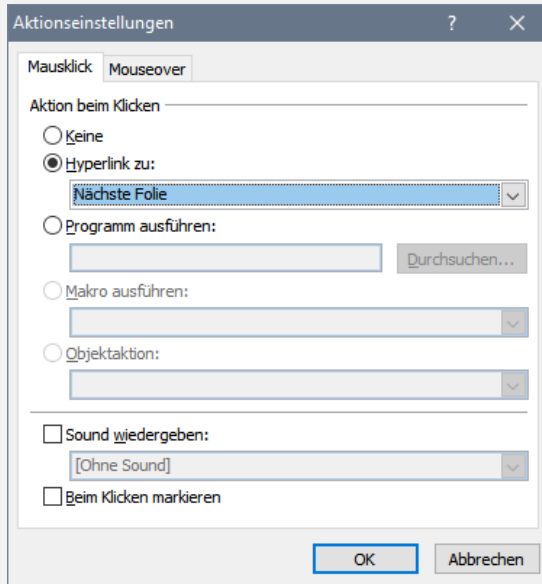 Aktionseinstellungen ?
Mausklick Mouseover
Aktion beim Klicken
Keine
Hyperlink zu:
Nächste Folie
Programm ausführen:
Durchsuchen...
Makro ausführen:
Objektaktion:
Sound wiedergeben:
[Ohne Sound]
Beim Klicken markieren
OK Abbrechen